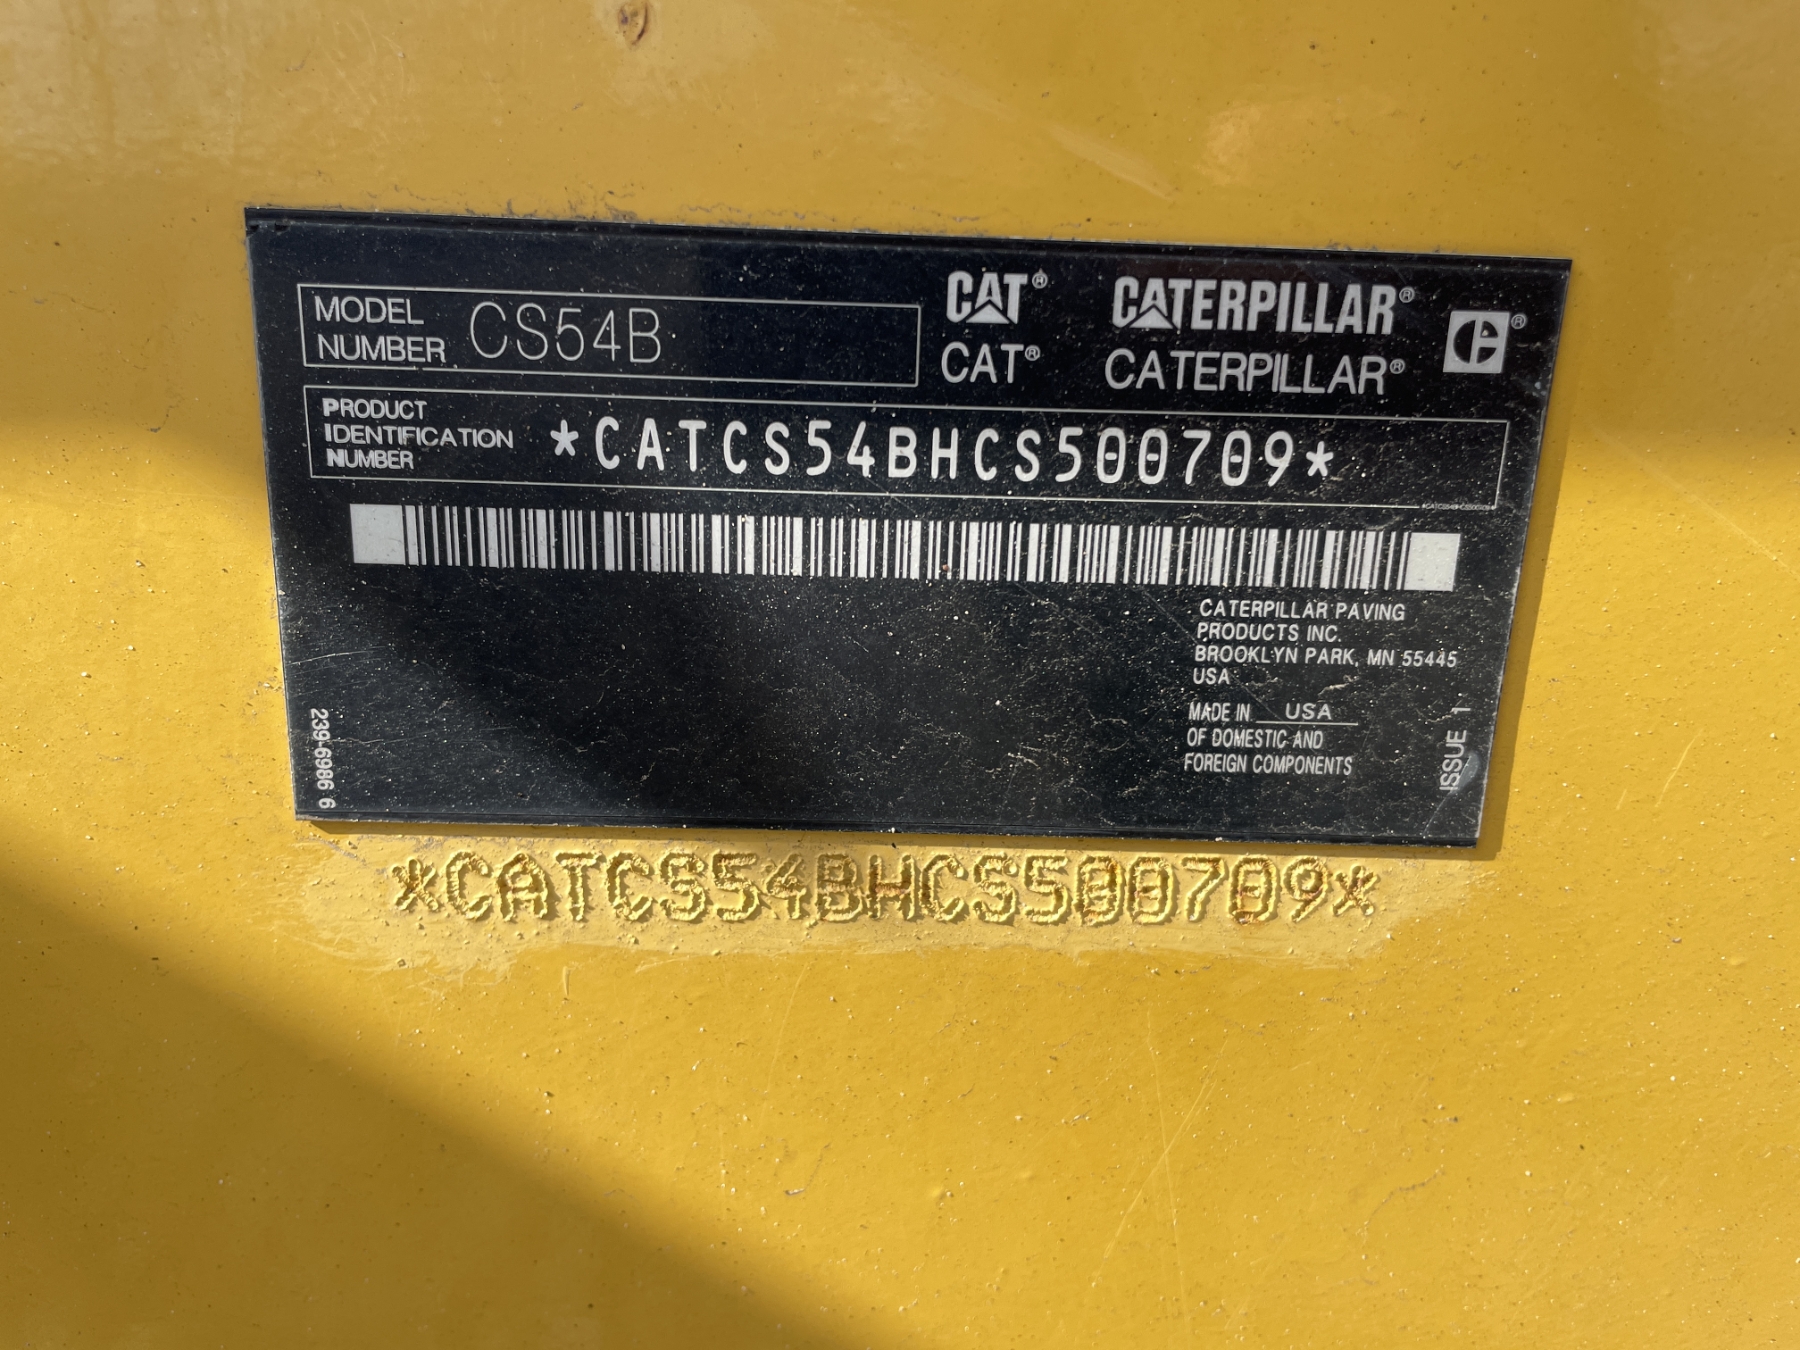 MODEL
NUMBER CS54B
CAT® CATERPILLAR® ®
CAT® CATERPILLAR®
PRODUCT
IDENTIFICATION
NUMBER *CATCS54BHCS500709*
*CATCS54BHCS500709*
CATERPILLAR PAVING
PRODUCTS INC.
BROOKLYN PARK, MN 55445
USA
MADE IN USA
OF DOMESTIC AND
FOREIGN COMPONENTS
239-6986 6
ISSUE 1
*CATCS54BHCS500709*